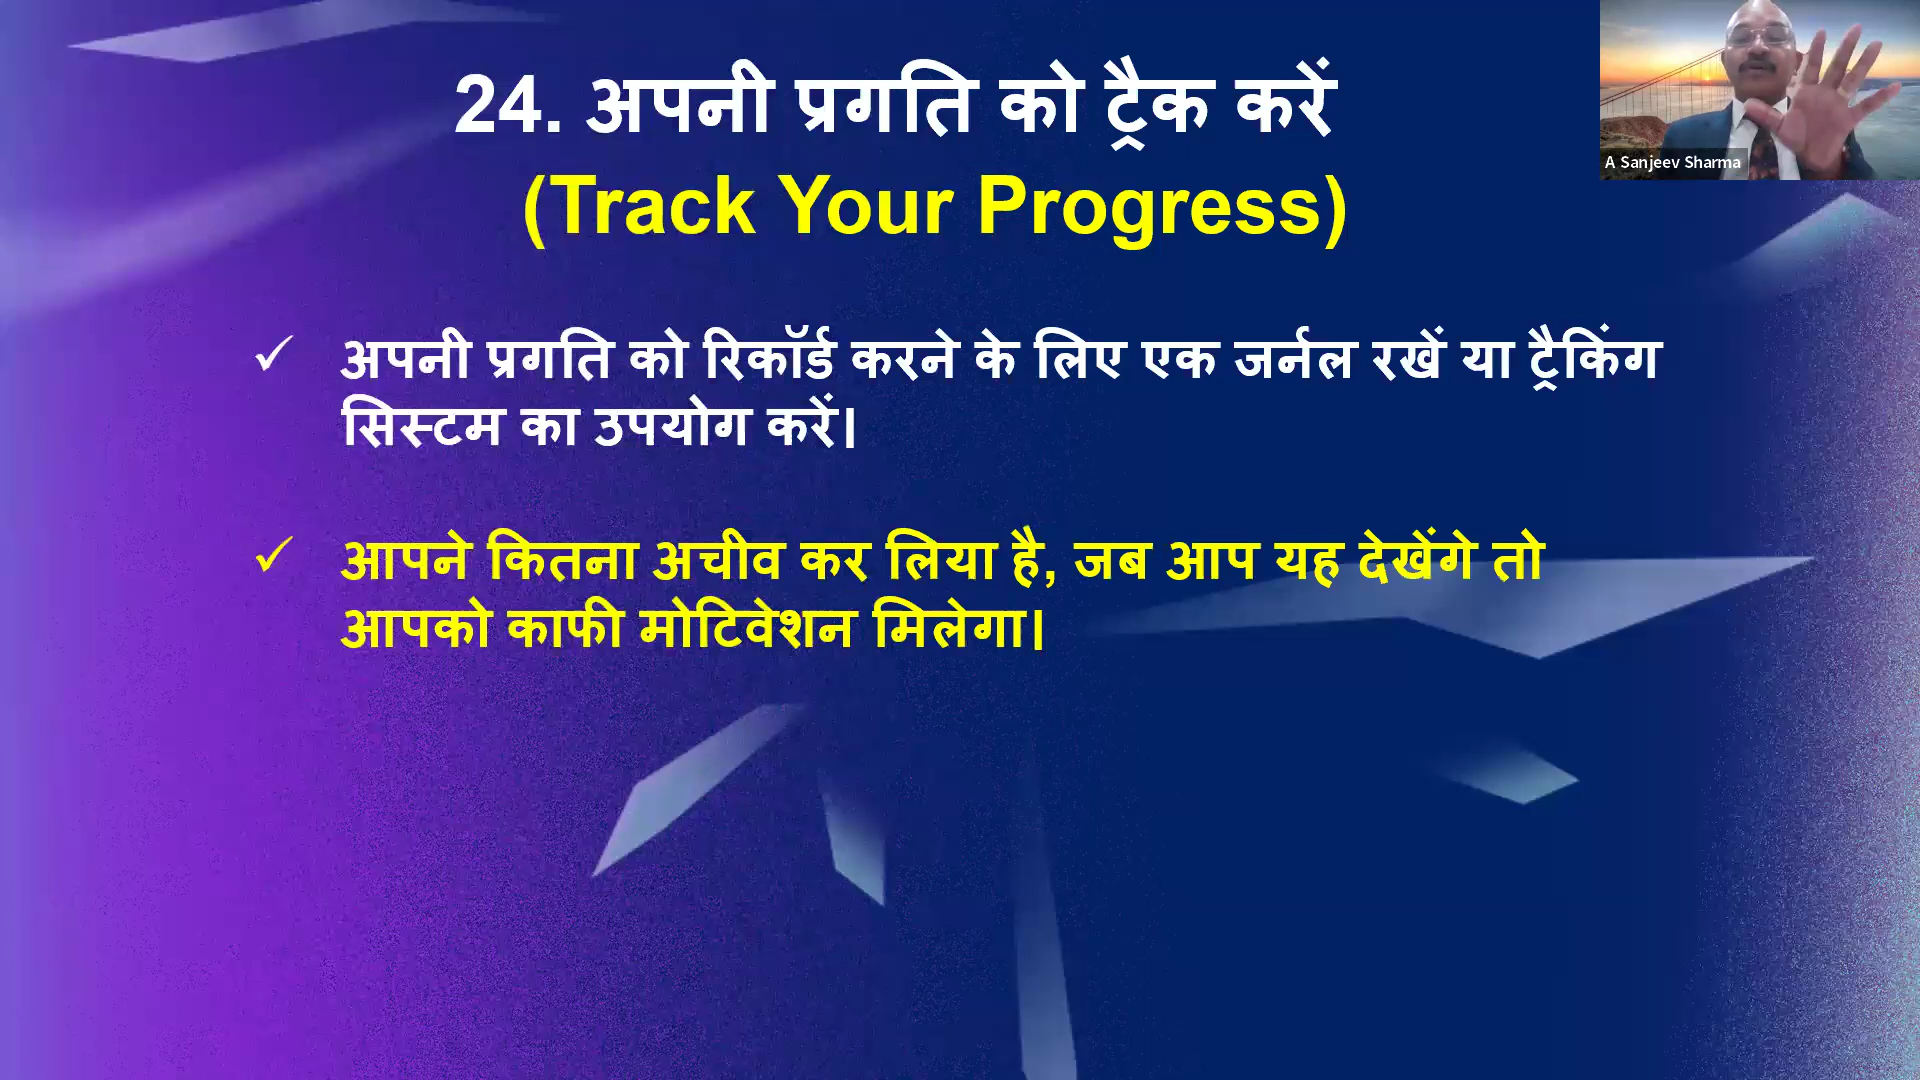 24. अपनी प्रगति को ट्रैक करें
(Track Your Progress)
A Sanjeev Sharma
✓ अपनी प्रगति को रिकॉर्ड करने के लिए एक जर्नल रखें या ट्रैकिंग
सिस्टम का उपयोग करें।
✓ आपने कितना अचीव कर लिया है, जब आप यह देखेंगे तो
आपको काफी मोटिवेशन मिलेगा।